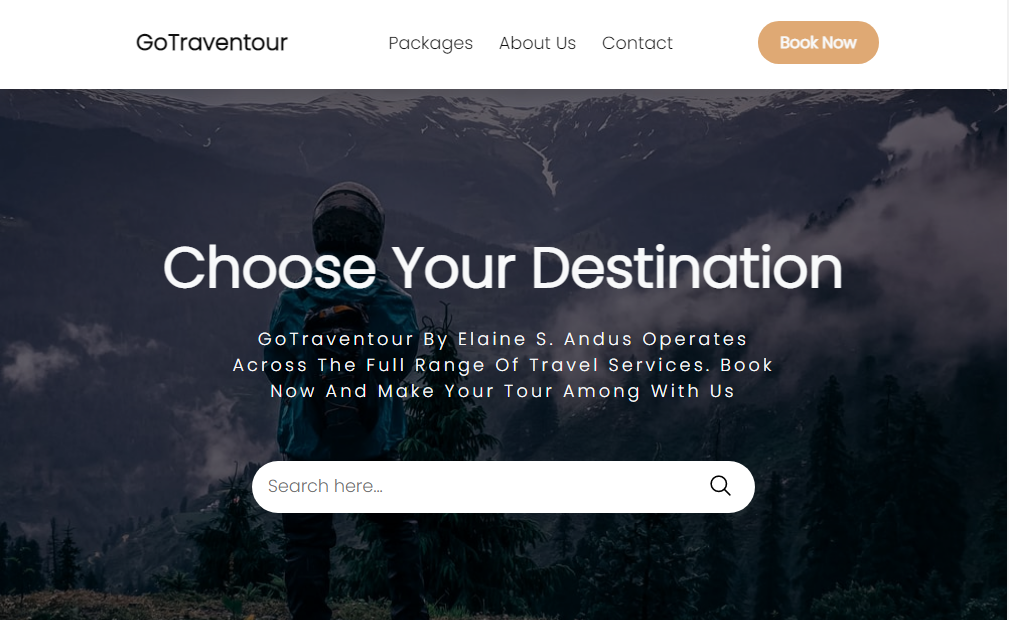 GoTraventour
Packages About Us Contact
Book Now
Choose Your Destination
GoTraventour By Elaine S. Andus Operates
Across The Full Range Of Travel Services. Book
Now And Make Your Tour Among With Us
Search here...